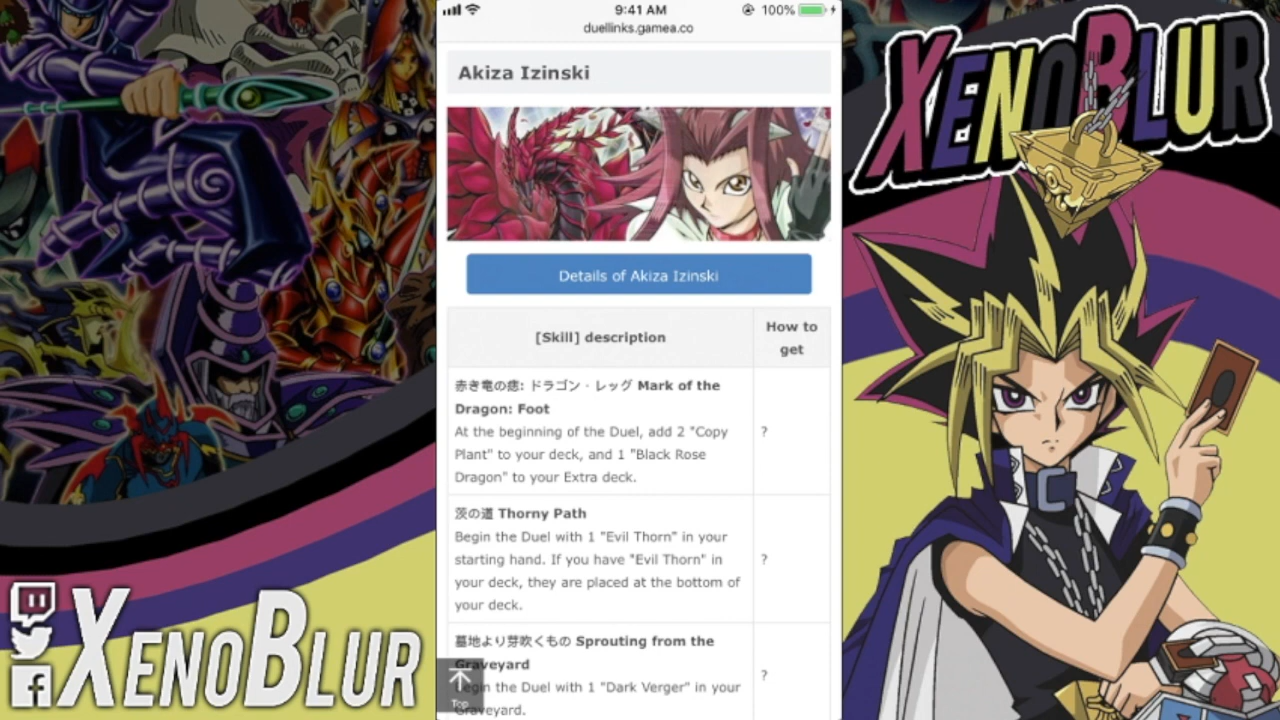 9:41 AM
100%
duellinks.gamea.co
Akiza Izinski
Details of Akiza Izinski
[Skill] description
How to
get
赤き竜の痣: ドラゴン・レッグ Mark of the
Dragon: Foot
At the beginning of the Duel, add 2 "Copy
Plant" to your deck, and 1 "Black Rose
Dragon" to your Extra deck.
?
茨の道 Thorny Path
Begin the Duel with 1 "Evil Thorn" in your
starting hand. If you have "Evil Thorn" in
your deck, they are placed at the bottom of
your deck.
?
墓地より芽吹くもの Sprouting from the
Graveyard
Begin the Duel with 1 "Dark Verger" in your
Graveyard.
?
Top
XENOBLUR
XENOBLUR